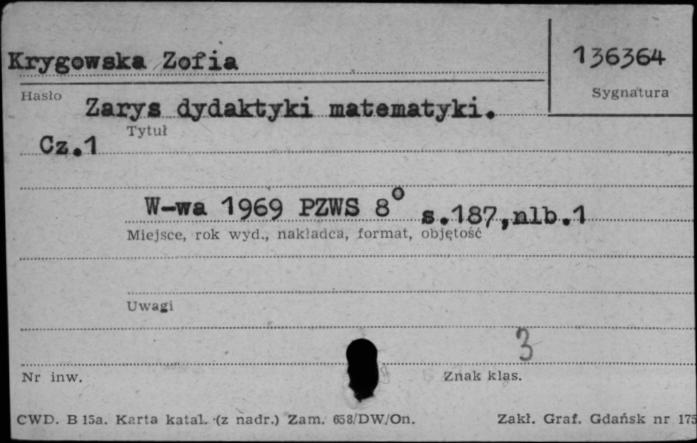 Krygowska Zofia
136364
Hasło
Sygnatura
Zarys dydaktyki matematyki.
Tytuł
Cz.1
W-wa 1969 PZWS 8° s.187,nlb.1
Miejsce, rok wyd., nakładca, format, objętość
Uwagi
3
Nr inw.
Znak klas.
CWD. B 15a. Karta katal. (z nadr.) Zam. 658/DW/On.
Zakł. Graf. Gdańsk nr 175